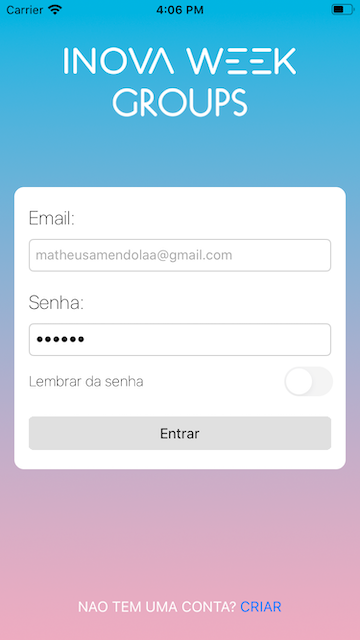 Carrier 4:06 PM
INOVA WEEK
GROUPS
Email:
matheusamendolaa@gmail.com
Senha:
••••••
Lembrar da senha
Entrar
NAO TEM UMA CONTA? CRIAR